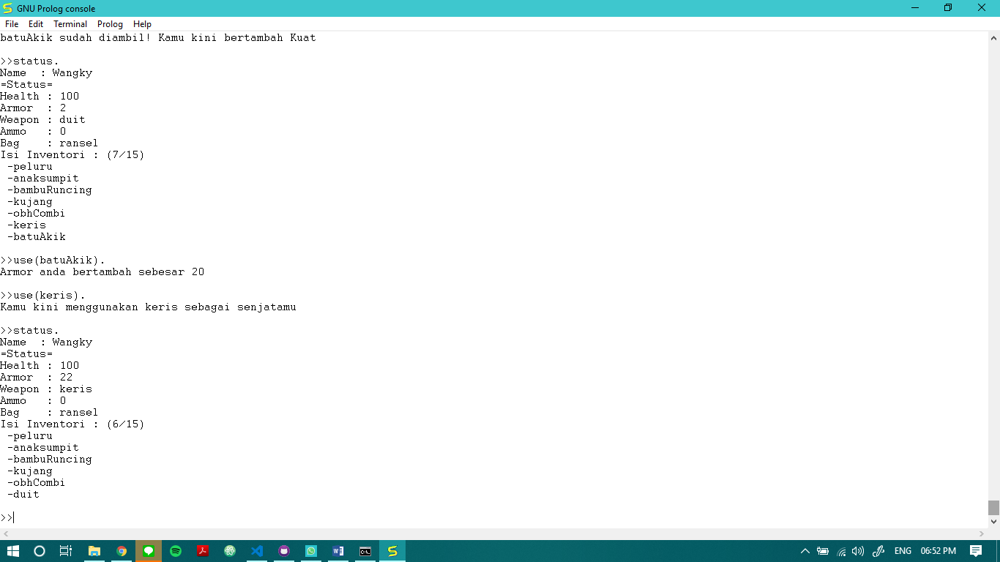 GNU Prolog console
File Edit Terminal Prolog Help
batuAkik sudah diambil! Kamu kini bertambah Kuat
>>status.
Name  : Wangky
=Status=
Health : 100
Armor  : 2
Weapon : duit
Ammo   : 0
Bag    : ransel
Isi Inventori : (7/15)
 -peluru
 -anaksumpit
 -bambuRuncing
 -kujang
 -obhCombi
 -keris
 -batuAkik
>>use(batuAkik).
Armor anda bertambah sebesar 20
>>use(keris).
Kamu kini menggunakan keris sebagai senjatamu
>>status.
Name  : Wangky
=Status=
Health : 100
Armor  : 22
Weapon : keris
Ammo   : 0
Bag    : ransel
Isi Inventori : (6/15)
 -peluru
 -anaksumpit
 -bambuRuncing
 -kujang
 -obhCombi
 -duit
>>
ENG 06:52 PM